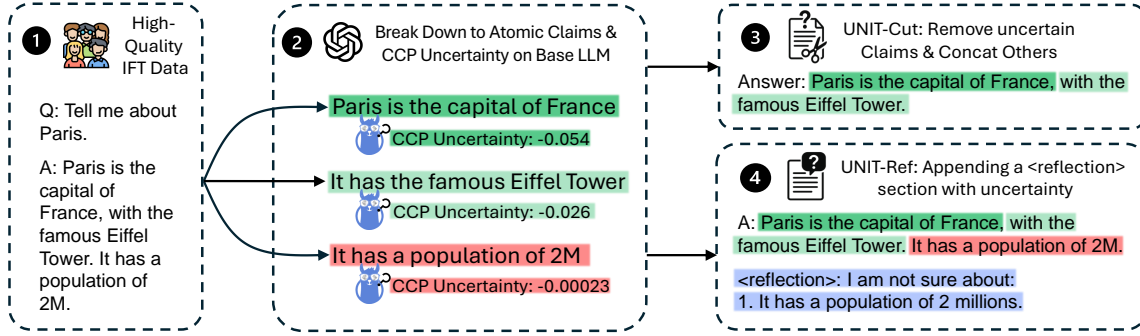 1
High-
Quality
IFT Data
Q: Tell me about
Paris.
A: Paris is the
capital of
France, with the
famous Eiffel
Tower. It has a
population of
2M.
2
Break Down to Atomic Claims &
CCP Uncertainty on Base LLM
Paris is the capital of France
CCP Uncertainty: -0.054
It has the famous Eiffel Tower
CCP Uncertainty: -0.026
It has a population of 2M
CCP Uncertainty: -0.00023
3
UNIT-Cut: Remove uncertain
Claims & Concat Others
Answer: Paris is the capital of France, with the
famous Eiffel Tower.
4
UNIT-Ref: Appending a <reflection>
section with uncertainty
A: Paris is the capital of France, with the
famous Eiffel Tower. It has a population of 2M.
<reflection>: I am not sure about:
1. It has a population of 2 millions.